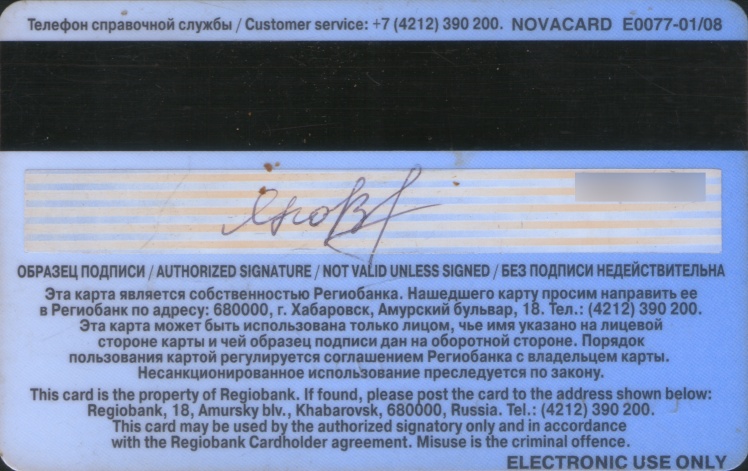 Телефон справочной службы / Customer service: +7 (4212) 390 200. NOVACARD E0077-01/08
ОБРАЗЕЦ ПОДПИСИ / AUTHORIZED SIGNATURE / NOT VALID UNLESS SIGNED / БЕЗ ПОДПИСИ НЕДЕЙСТВИТЕЛЬНА
Эта карта является собственностью Региобанка. Нашедшего карту просим направить ее
в Региобанк по адресу: 680000, г. Хабаровск, Амурский бульвар, 18. Тел.: (4212) 390 200.
Эта карта может быть использована только лицом, чье имя указано на лицевой
стороне карты и чей образец подписи дан на оборотной стороне. Порядок
пользования картой регулируется соглашением Региобанка с владельцем карты.
Несанкционированное использование преследуется по закону.
This card is the property of Regiobank. If found, please post the card to the address shown below:
Regiobank, 18, Amursky blv., Khabarovsk, 680000, Russia. Tel.: (4212) 390 200.
This card may be used by the authorized signatory only and in accordance
with the Regiobank Cardholder agreement. Misuse is the criminal offence.
ELECTRONIC USE ONLY